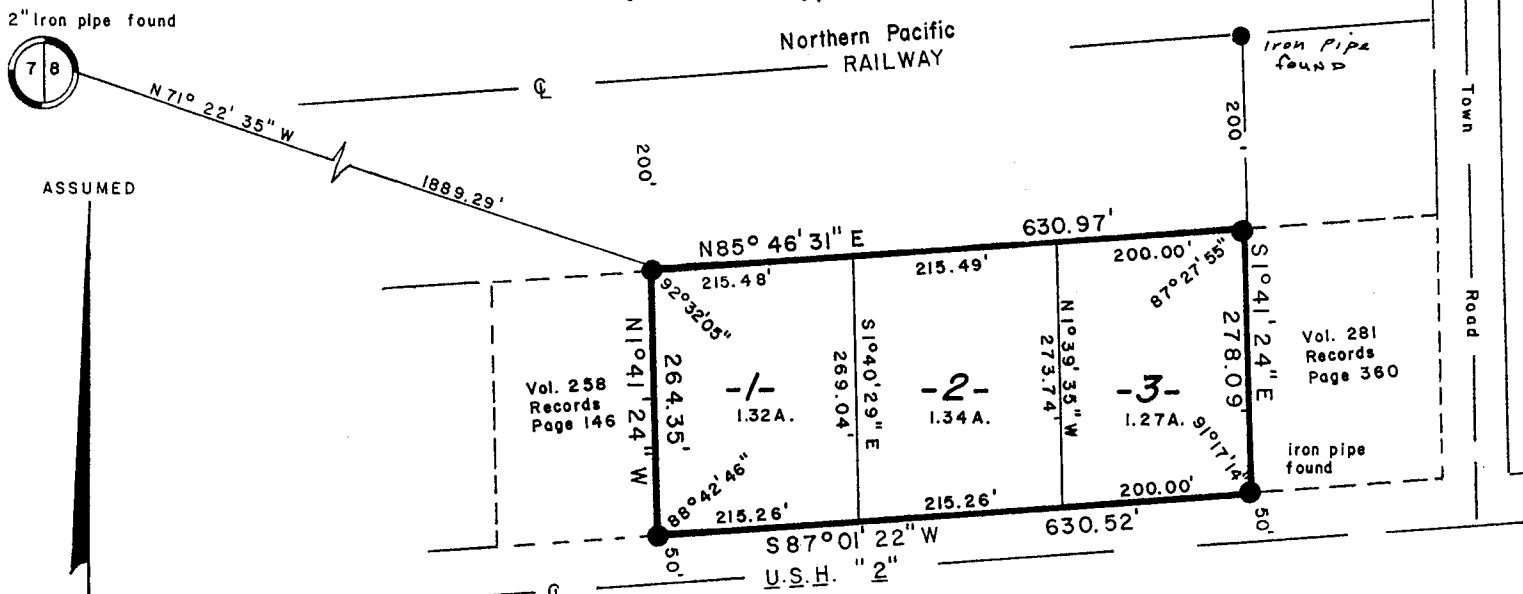 2" Iron pipe found
7 8
N 71° 22' 35" W
1889.29'
ASSUMED
Northern Pacific
RAILWAY
℄
iron pipe
found
200'
200'
Town
Road
N85° 46' 31" E
630.97'
215.48'
215.49'
200.00'
92°32'05"
87°27'55"
N1°41'24" W
264.35'
S1°40'29" E
269.04'
N1°39'35" W
273.74'
S1°41'24" E
278.09'
Vol. 258
Records
Page 146
-1-
1.32A.
-2-
1.34A.
-3-
1.27A.
Vol. 281
Records
Page 360
88°42'46"
91°17'14"
iron pipe
found
215.26'
215.26'
200.00'
S87°01'22" W
630.52'
50'
50'
℄
U.S.H. "2"